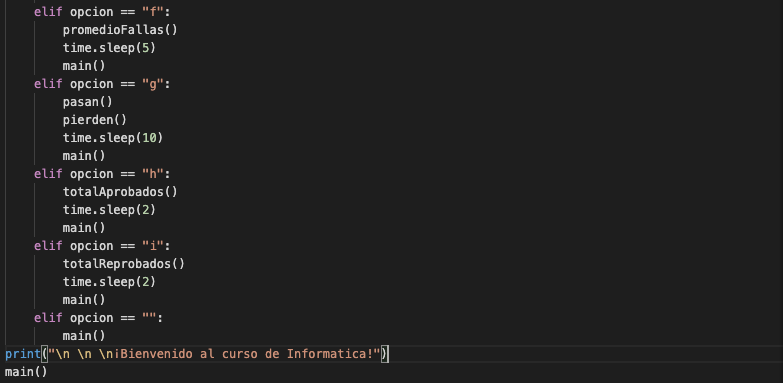 elif opcion == "f":
promedioFallas()
time.sleep(5)
main()
elif opcion == "g":
pasan()
pierden()
time.sleep(10)
main()
elif opcion == "h":
totalAprobados()
time.sleep(2)
main()
elif opcion == "i":
totalReprobados()
time.sleep(2)
main()
elif opcion == "":
main()
print("\n \n \n¡Bienvenido al curso de Informatica!")
main()